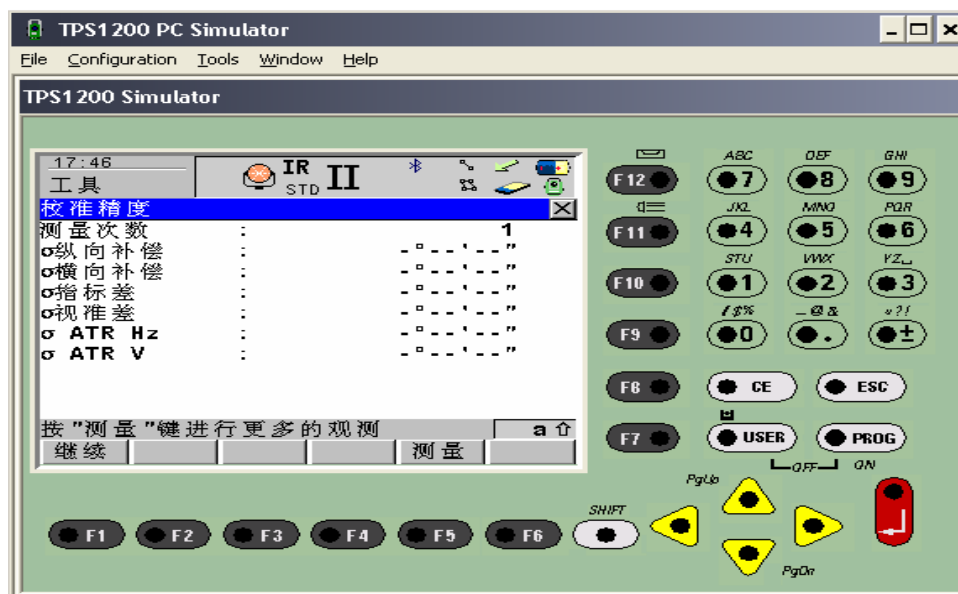 TPS1200 PC Simulator
File Configuration Tools Window Help
TPS1200 Simulator
17:46
工具
IR
STD II
校准精度
测量次数 : 1
σ纵向补偿 : -°--'--"
σ横向补偿 : -°--'--"
σ指标差 : -°--'--"
σ视准差 : -°--'--"
σ ATR Hz : -°--'--"
σ ATR V : -°--'--"
按"测量"键进行更多的观测 a⇧
继续 测量
F12 ABC 7 DEF 8 GHI 9
F11 JKL 4 MNO 5 PQR 6
F10 STU 1 VWX 2 YZ␣ 3
F9 /$% 0 _@& . *?! ±
F8 CE ESC
F7 USER PROG
OFF ON
PgUp
SHIFT
F1 F2 F3 F4 F5 F6
PgDn